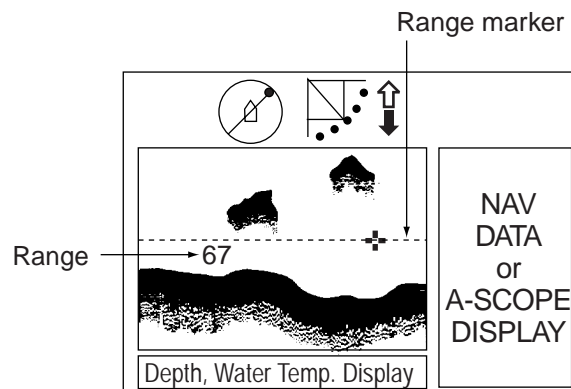 Range marker
Range
67
NAV
DATA
or
A-SCOPE
DISPLAY
Depth, Water Temp. Display